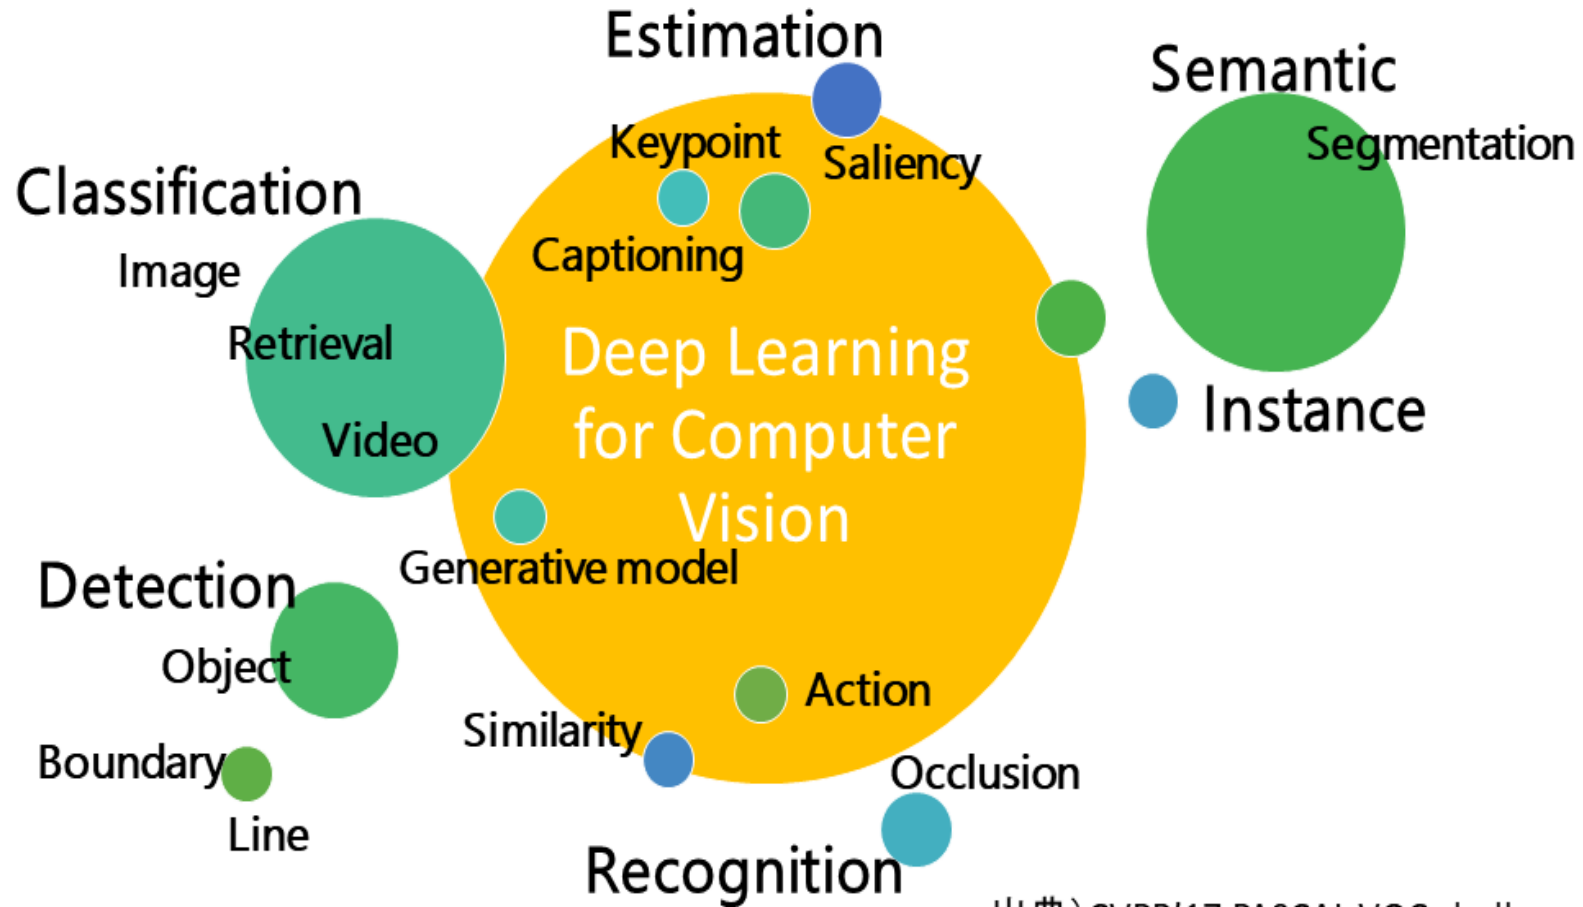 Estimation
Semantic
Segmentation
Keypoint
Saliency
Classification
Image
Captioning
Retrieval
Deep Learning
for Computer
Vision
Instance
Video
Generative model
Detection
Object
Action
Similarity
Boundary
Occlusion
Line
Recognition